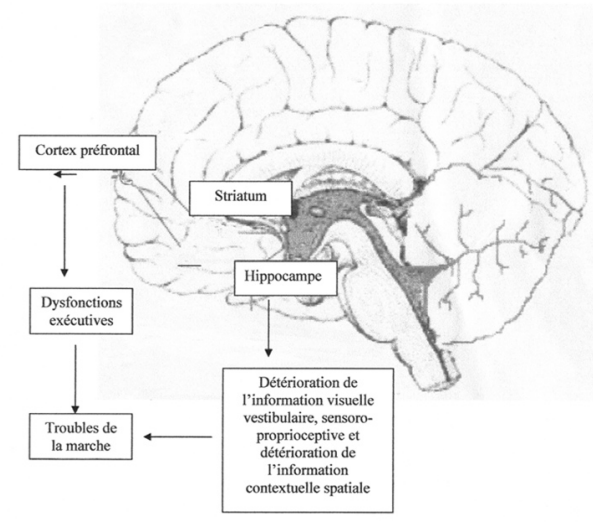 Cortex préfrontal
Striatum
Hippocampe
Dysfonctions
exécutives
Détérioration de
l'information visuelle
vestibulaire, sensoro-
proprioceptive et
détérioration de
l'information
contextuelle spatiale
Troubles de
la marche